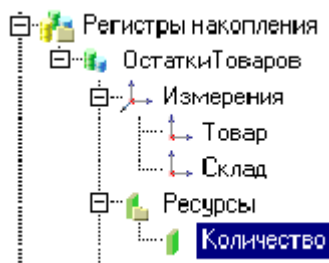 Регистры накопления
ОстаткиТоваров
Измерения
Товар
Склад
Ресурсы
Количество